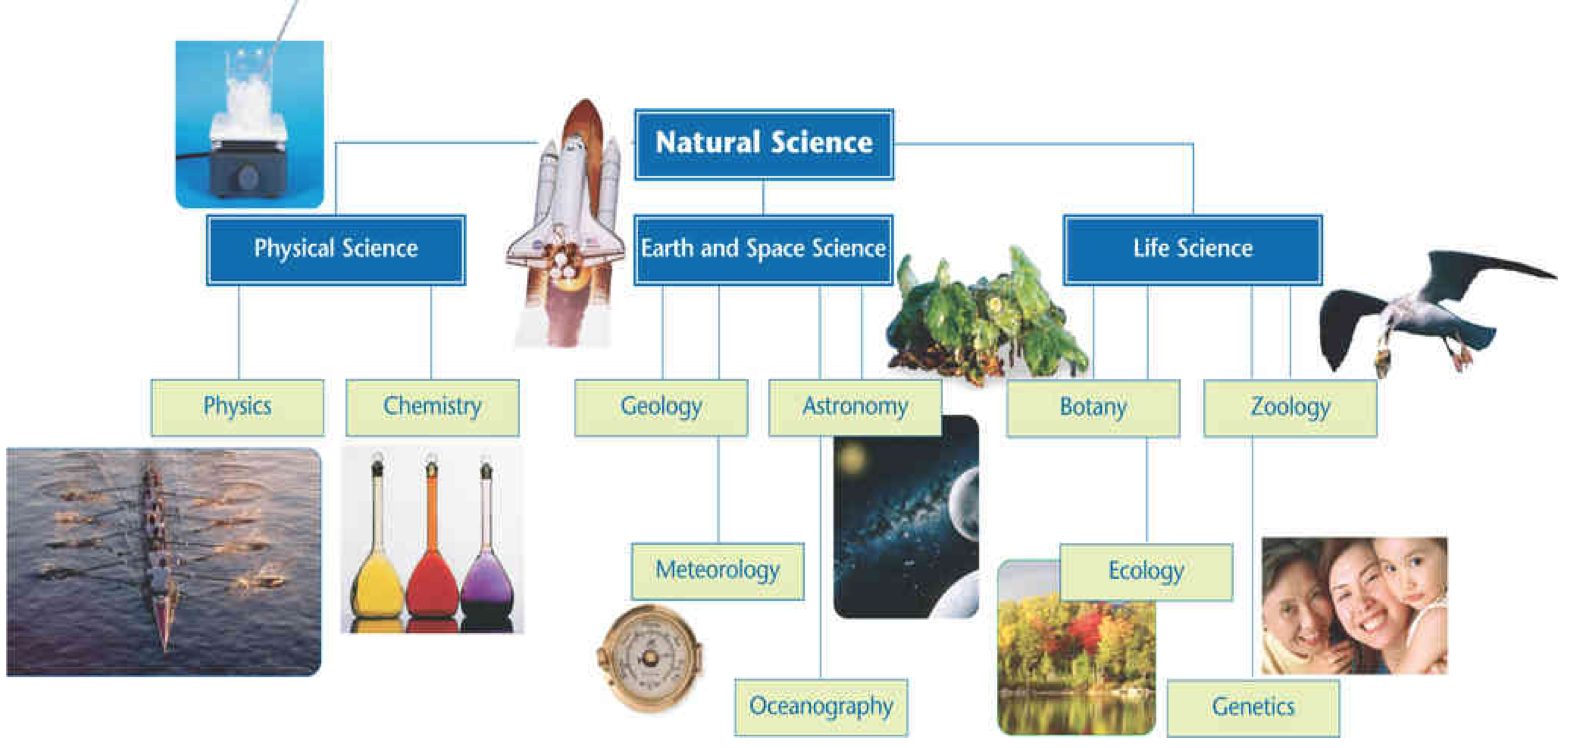 Natural Science
Physical Science
Earth and Space Science
Life Science
Physics
Chemistry
Geology
Astronomy
Botany
Zoology
Meteorology
Ecology
Oceanography
Genetics